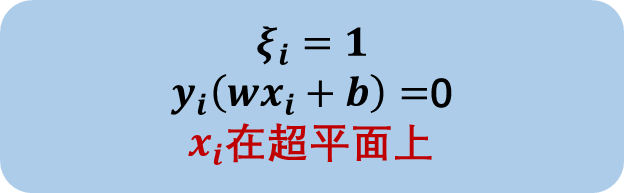 ξᵢ = 1
yᵢ(wxᵢ + b) =0
xᵢ在超平面上